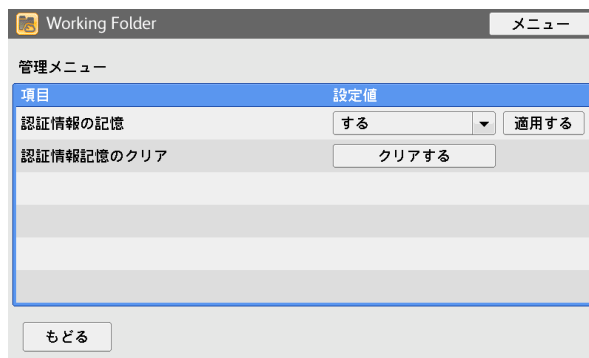 Working Folder メニュー
管理メニュー
項目 設定値
認証情報の記憶 する 適用する
認証情報記憶のクリア クリアする
もどる